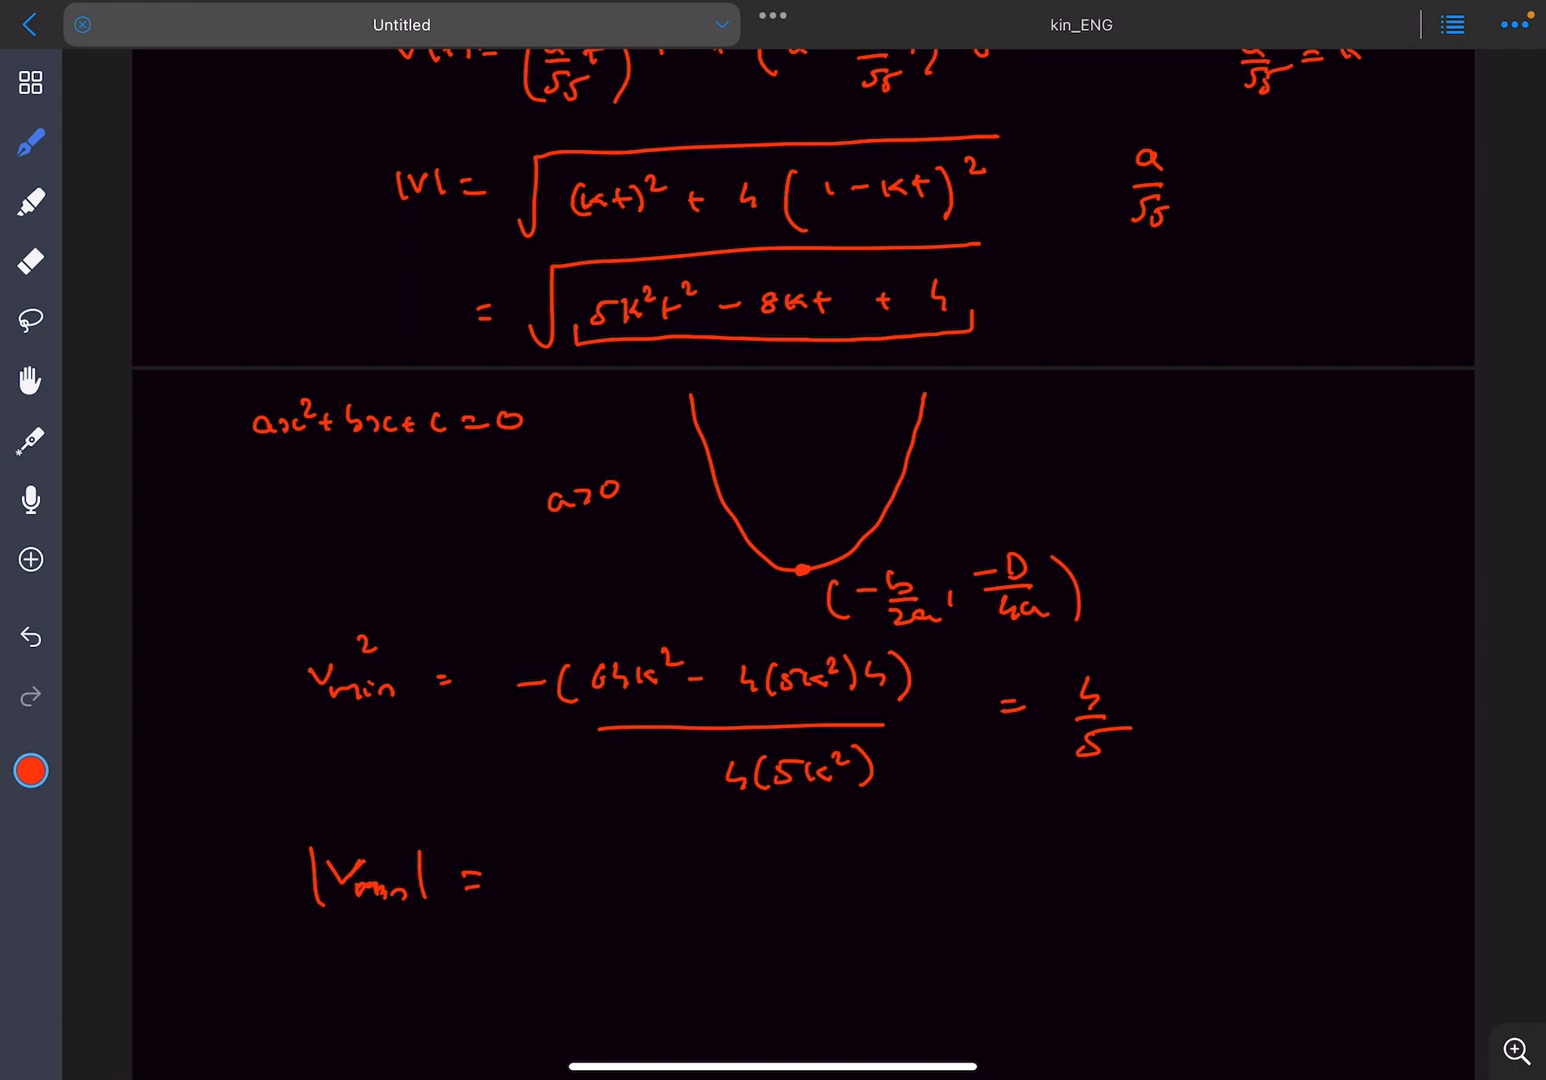 Untitled
kin_ENG
|V| = √((kt)² + 4(1 - kt)²)
a/√5
= √(5k²t² - 8kt + 4)
ax² + bx + c = 0
a > 0
(-b/2a, -D/4a)
V²min = -(64k² - 4(5k²)4)/4(5k²) = 4/5
|Vmin| =